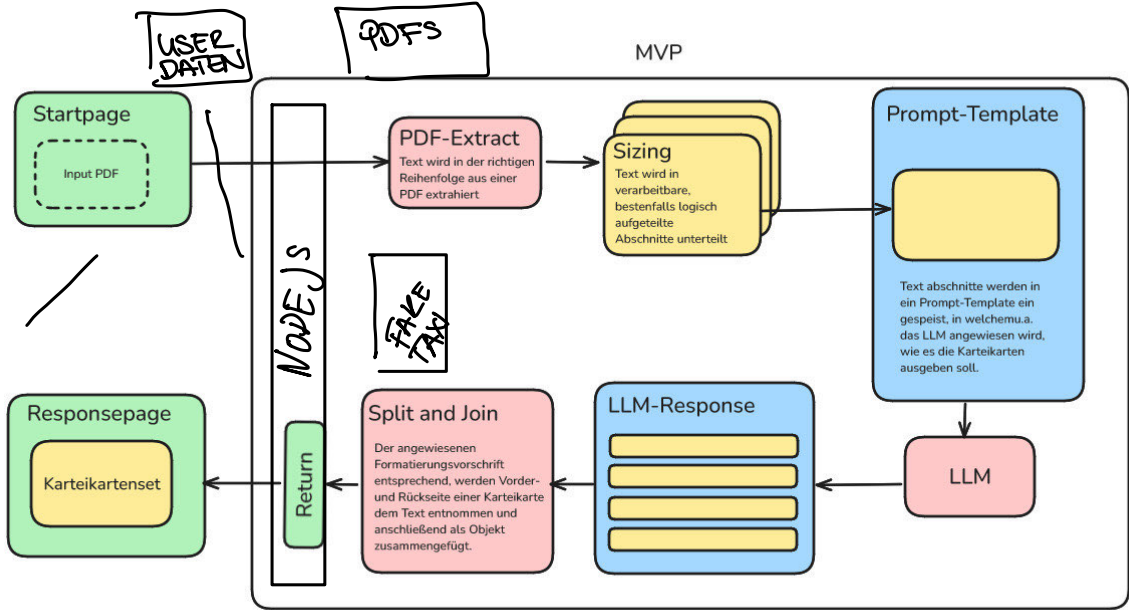 USER
DATEN
PDFS
MVP
Startpage
Input PDF
PDF-Extract
Text wird in der richtigen
Reihenfolge aus einer
PDF extrahiert
Sizing
Text wird in
verarbeitbare,
bestenfalls logisch
aufgeteilte
Abschnitte unterteilt
Prompt-Template
Text abschnitte werden in
ein Prompt-Template ein
gespeist, in welchemu.a.
das LLM angewiesen wird,
wie es die Karteikarten
ausgeben soll.
NODEJS
FAKE
TAXI
Responsepage
Karteikartenset
Return
Split and Join
Der angewiesenen
Formatierungsvorschrift
entsprechend, werden Vorder-
und Rückseite einer Karteikarte
dem Text entnommen und
anschließend als Objekt
zusammengefügt.
LLM-Response
LLM